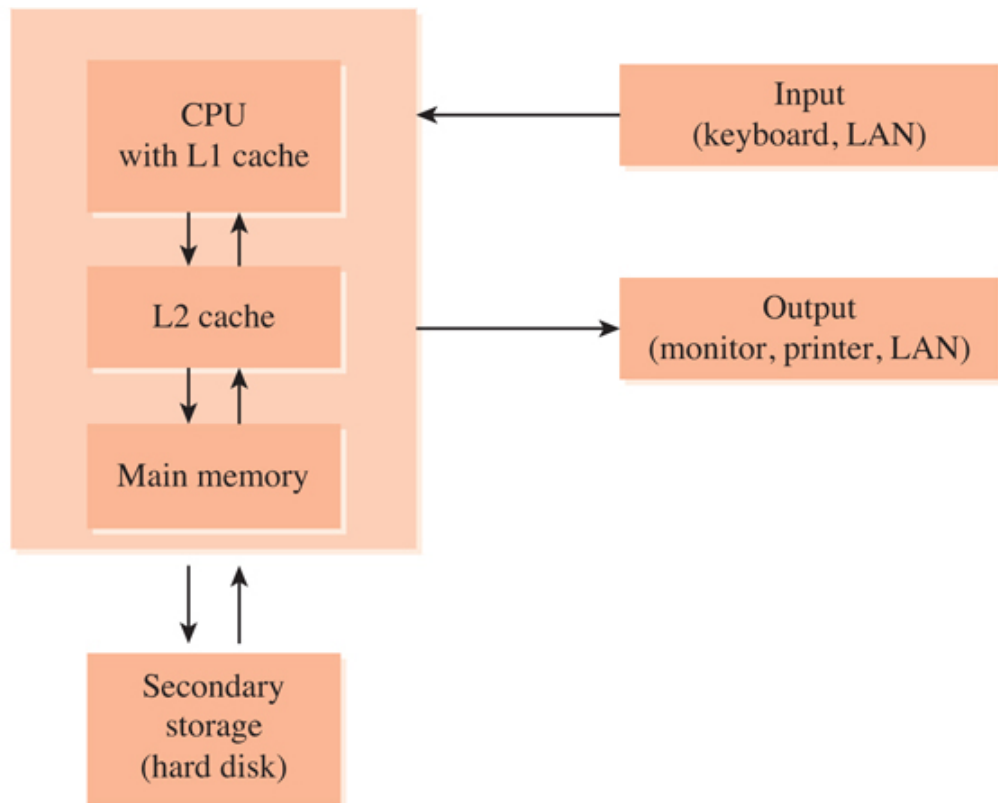 CPU
with L1 cache
L2 cache
Main memory
Secondary
storage
(hard disk)
Input
(keyboard, LAN)
Output
(monitor, printer, LAN)